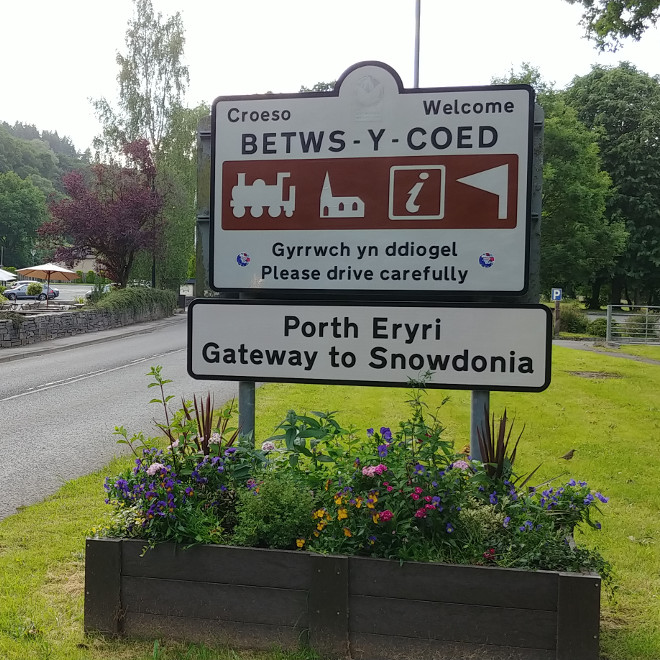 Croeso Welcome
BETWS-Y-COED
i
Gyrrwch yn ddiogel
Please drive carefully
Porth Eryri
Gateway to Snowdonia
P